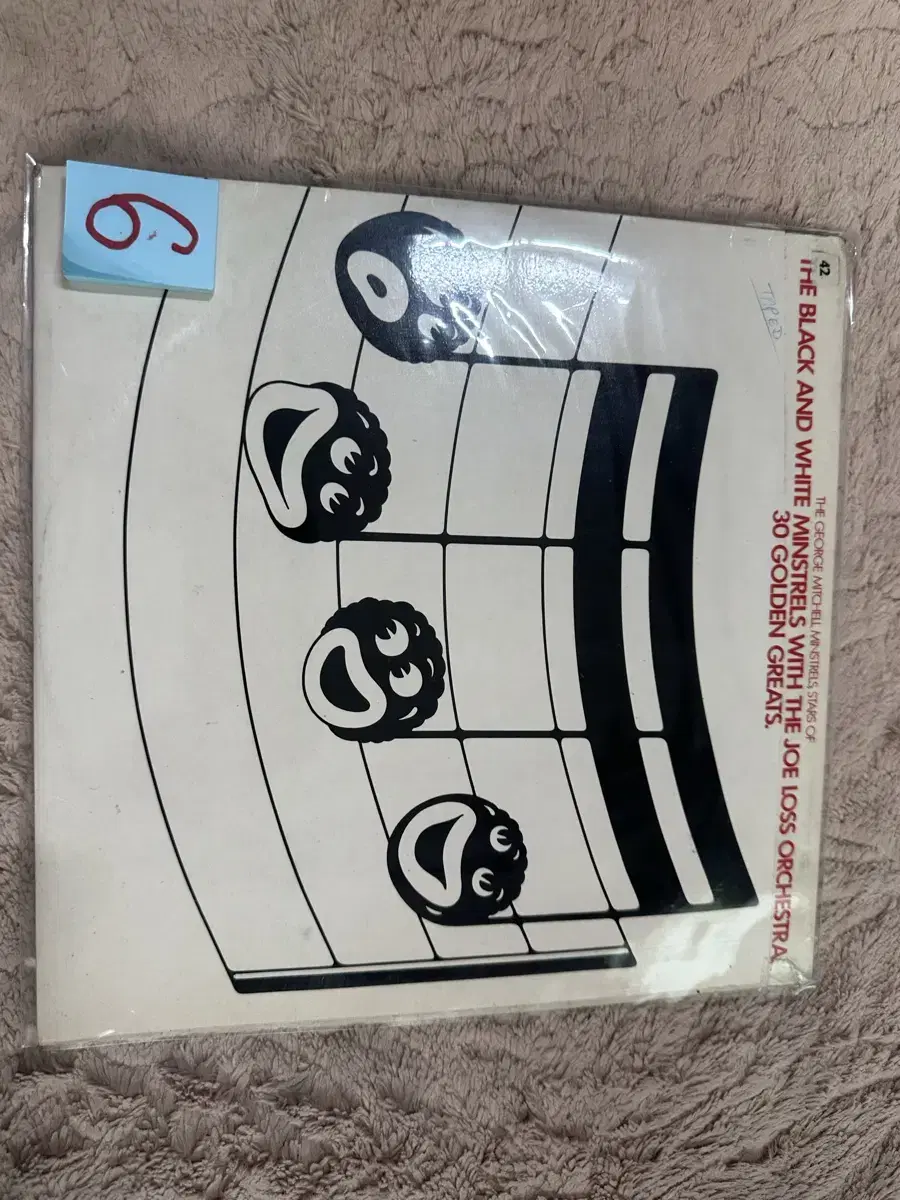 42
THE GEORGE MITCHELL MINSTRELS, STARS OF
THE BLACK AND WHITE MINSTRELS WITH THE JOE LOSS ORCHESTRA
30 GOLDEN GREATS.
TAPED
6